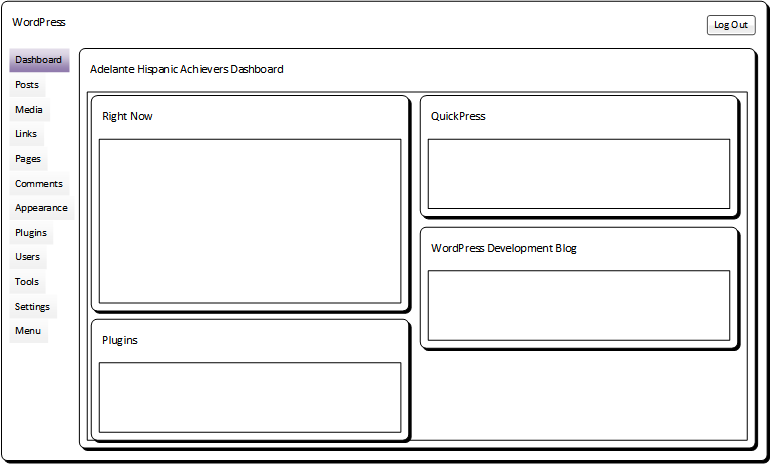 WordPress
Log Out
Dashboard
Posts
Media
Links
Pages
Comments
Appearance
Plugins
Users
Tools
Settings
Menu
Adelante Hispanic Achievers Dashboard
Right Now
QuickPress
WordPress Development Blog
Plugins